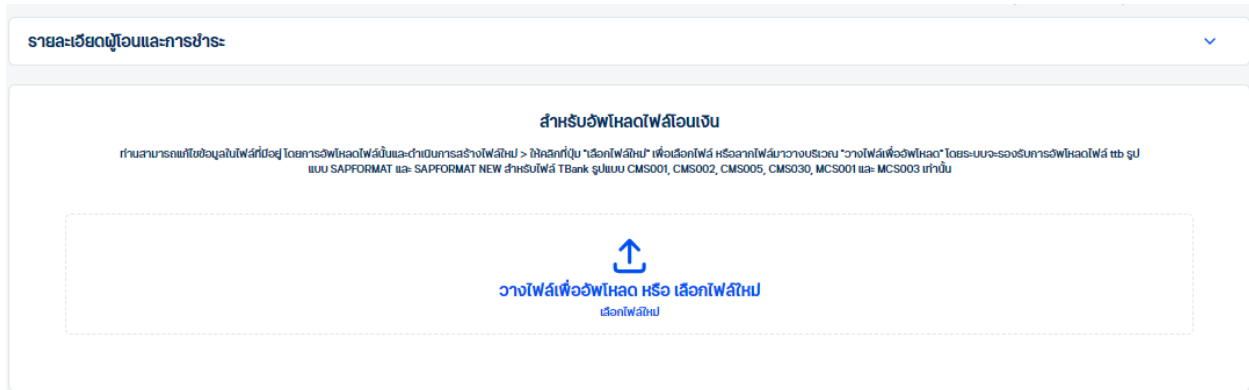 รายละเอียดผู้โอนและการชำระ
สำหรับอัพโหลดไฟล์โอนเงิน
ท่านสามารถแก้ไขข้อมูลในไฟล์ที่มีอยู่ โดยการอัพโหลดไฟล์นั้นและดำเนินการสร้างไฟล์ใหม่ > ให้คลิกที่ปุ่ม "เลือกไฟล์ใหม่" เพื่อเลือกไฟล์ หรือลากไฟล์มาวางบริเวณ "วางไฟล์เพื่ออัพโหลด" โดยระบบจะรองรับการอัพโหลดไฟล์ ttb รูป
แบบ SAPFORMAT และ SAPFORMAT NEW สำหรับไฟล์ TBank รูปแบบ CMS001, CMS002, CMS005, CMS030, MCS001 และ MCS003 เท่านั้น
วางไฟล์เพื่ออัพโหลด หรือ เลือกไฟล์ใหม่
เลือกไฟล์ใหม่